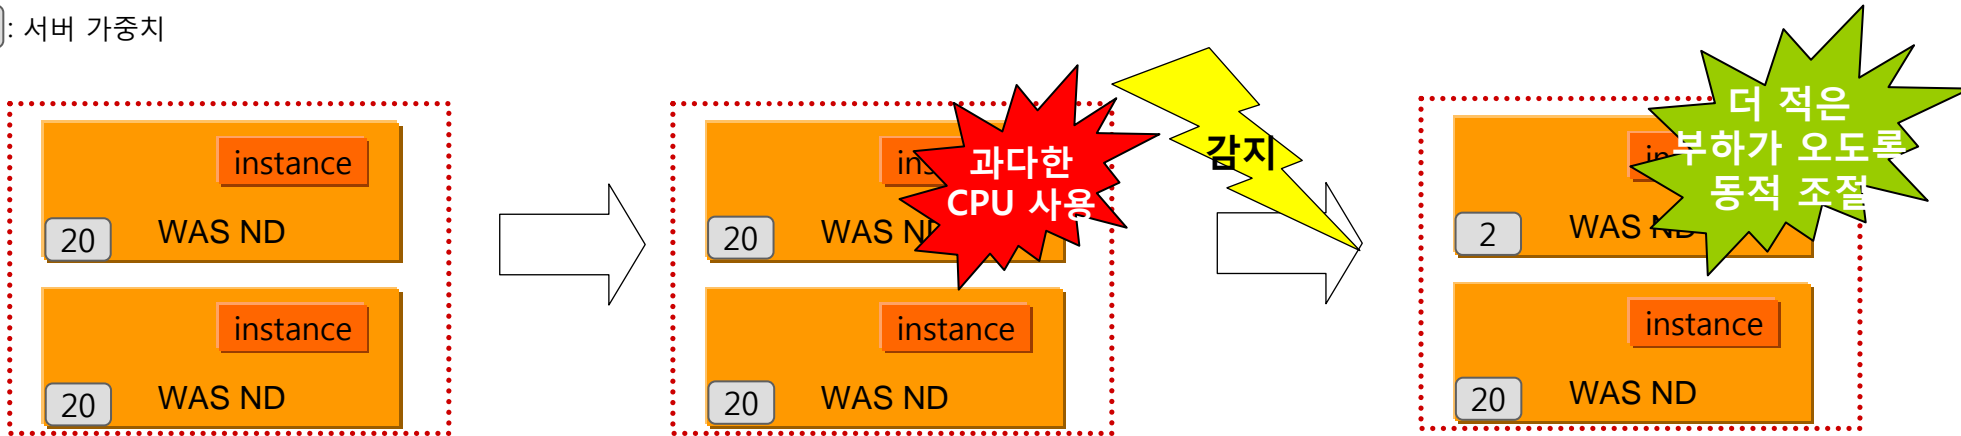 : 서버 가중치
instance
WAS ND
20
instance
WAS ND
20
과다한
CPU 사용
20
instance
WAS ND
20
감지
더 적은
부하가 오도록
동적 조절
2
instance
WAS ND
20